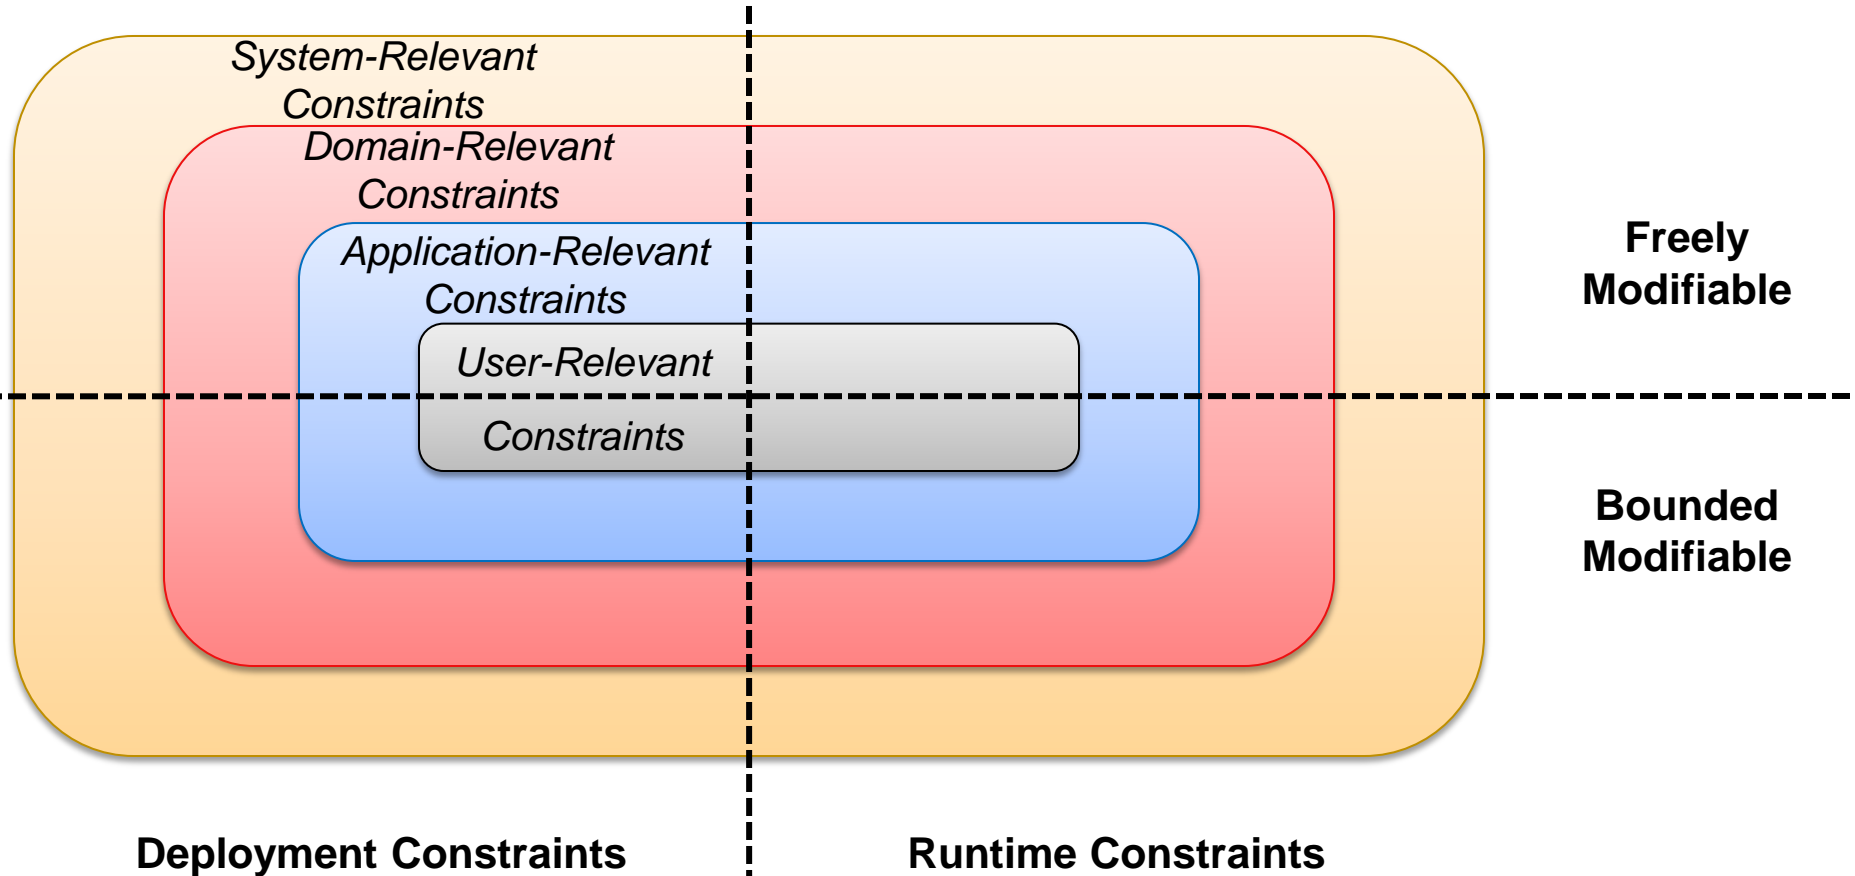 System-Relevant
Constraints
Domain-Relevant
Constraints
Application-Relevant
Constraints
User-Relevant
Constraints
Freely
Modifiable
Bounded
Modifiable
Deployment Constraints
Runtime Constraints